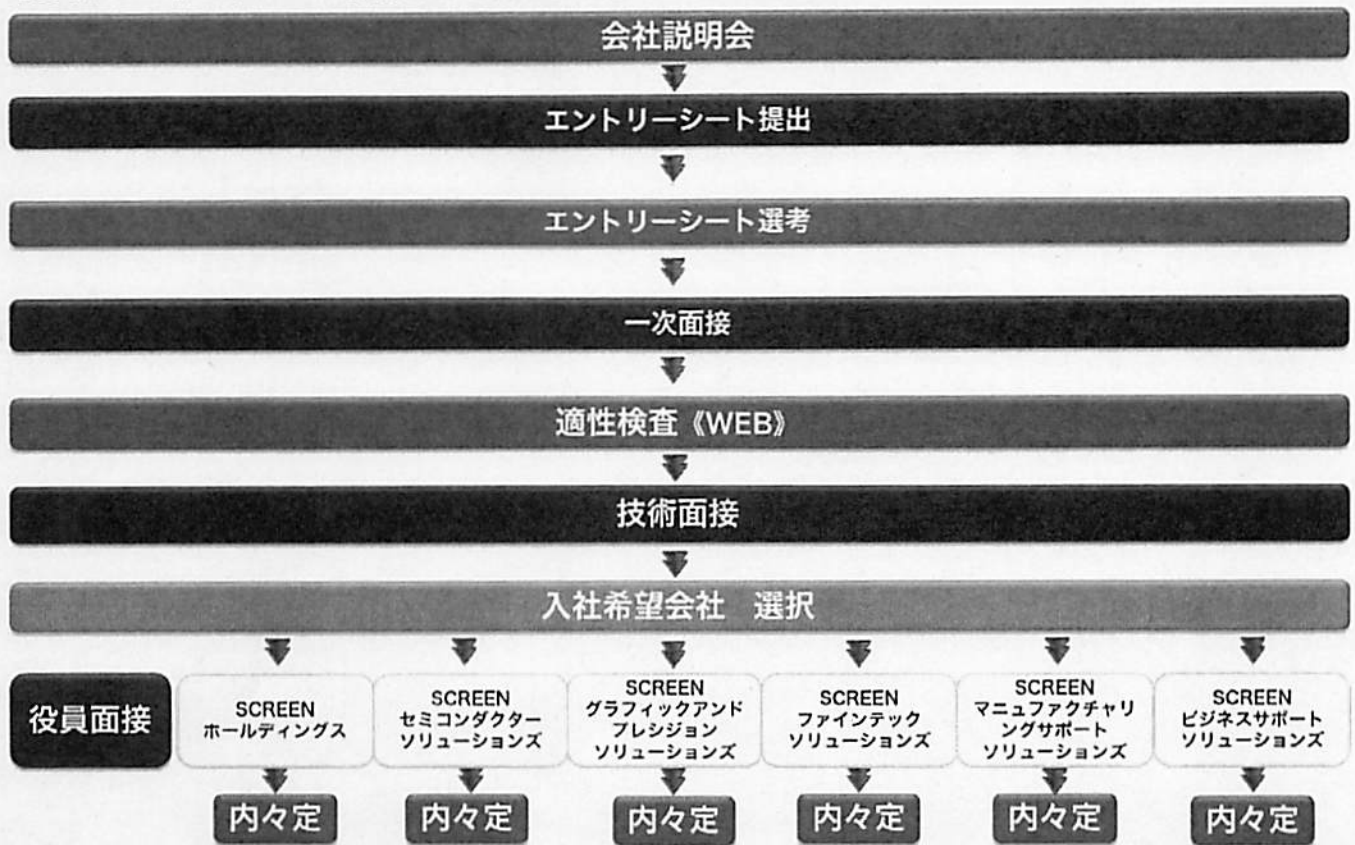 会社説明会
エントリーシート提出
エントリーシート選考
一次面接
適性検査《WEB》
技術面接
入社希望会社　選択
役員面接
SCREEN
ホールディングス
SCREEN
セミコンダクター
ソリューションズ
SCREEN
グラフィックアンド
プレシジョン
ソリューションズ
SCREEN
ファインテック
ソリューションズ
SCREEN
マニュファクチャリ
ングサポート
ソリューションズ
SCREEN
ビジネスサポート
ソリューションズ
内々定
内々定
内々定
内々定
内々定
内々定